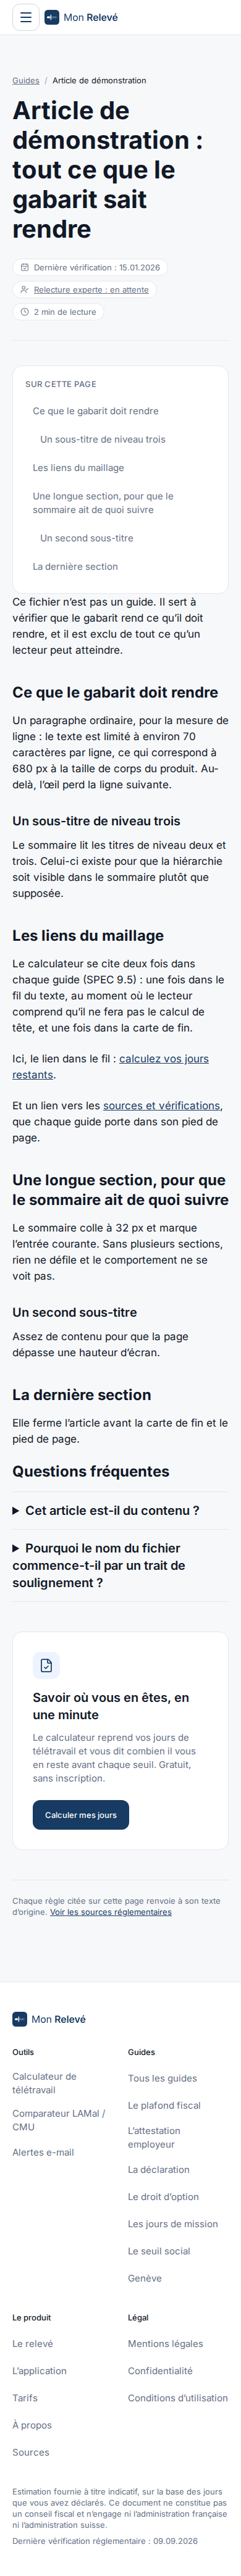 Mon Relevé
Guides / Article de démonstration
Article de
démonstration :
tout ce que le
gabarit sait
rendre
Dernière vérification : 15.01.2026
Relecture experte : en attente
2 min de lecture
SUR CETTE PAGE
Ce que le gabarit doit rendre
Un sous-titre de niveau trois
Les liens du maillage
Une longue section, pour que le
sommaire ait de quoi suivre
Un second sous-titre
La dernière section
Ce fichier n’est pas un guide. Il sert à
vérifier que le gabarit rend ce qu’il doit
rendre, et il est exclu de tout ce qu’un
lecteur peut atteindre.
Ce que le gabarit doit rendre
Un paragraphe ordinaire, pour la mesure de
ligne : le texte est limité à environ 70
caractères par ligne, ce qui correspond à
680 px à la taille de corps du produit. Au-
delà, l’œil perd la ligne suivante.
Un sous-titre de niveau trois
Le sommaire lit les titres de niveau deux et
trois. Celui-ci existe pour que la hiérarchie
soit visible dans le sommaire plutôt que
supposée.
Les liens du maillage
Le calculateur se cite deux fois dans
chaque guide (SPEC 9.5) : une fois dans le
fil du texte, au moment où le lecteur
comprend qu’il ne fera pas le calcul de
tête, et une fois dans la carte de fin.
Ici, le lien dans le fil : calculez vos jours
restants.
Et un lien vers les sources et vérifications,
que chaque guide porte dans son pied de
page.
Une longue section, pour que
le sommaire ait de quoi suivre
Le sommaire colle à 32 px et marque
l’entrée courante. Sans plusieurs sections,
rien ne défile et le comportement ne se
voit pas.
Un second sous-titre
Assez de contenu pour que la page
dépasse une hauteur d’écran.
La dernière section
Elle ferme l’article avant la carte de fin et le
pied de page.
Questions fréquentes
Cet article est-il du contenu ?
Pourquoi le nom du fichier
commence-t-il par un trait de
soulignement ?
Savoir où vous en êtes, en
une minute
Le calculateur reprend vos jours de
télétravail et vous dit combien il vous
en reste avant chaque seuil. Gratuit,
sans inscription.
Calculer mes jours
Chaque règle citée sur cette page renvoie à son texte
d’origine. Voir les sources réglementaires
Mon Relevé
Outils
Calculateur de
télétravail
Comparateur LAMal /
CMU
Alertes e-mail
Guides
Tous les guides
Le plafond fiscal
L’attestation
employeur
La déclaration
Le droit d’option
Les jours de mission
Le seuil social
Genève
Le produit
Le relevé
L’application
Tarifs
À propos
Sources
Légal
Mentions légales
Confidentialité
Conditions d’utilisation
Estimation fournie à titre indicatif, sur la base des jours
que vous avez déclarés. Ce document ne constitue pas
un conseil fiscal et n’engage ni l’administration française
ni l’administration suisse.
Dernière vérification réglementaire : 09.09.2026